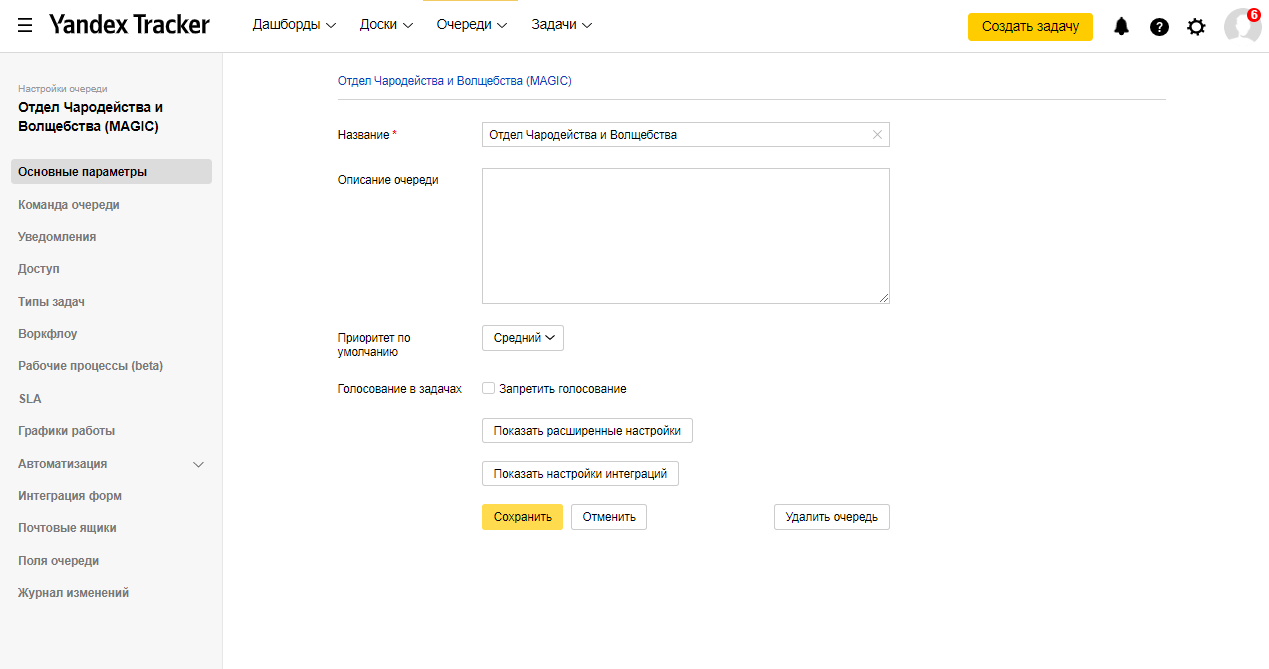 Yandex Tracker
Дашборды
Доски
Очереди
Задачи
Создать задачу
?
6
Настройки очереди
Отдел Чародейства и
Волщебства (MAGIC)
Основные параметры
Команда очереди
Уведомления
Доступ
Типы задач
Воркфлоу
Рабочие процессы (beta)
SLA
Графики работы
Автоматизация
Интеграция форм
Почтовые ящики
Поля очереди
Журнал изменений
Отдел Чародейства и Волщебства (MAGIC)
Название *
Отдел Чародейства и Волщебства
Описание очереди
Приоритет по
умолчанию
Средний
Голосование в задачах
Запретить голосование
Показать расширенные настройки
Показать настройки интеграций
Сохранить
Отменить
Удалить очередь